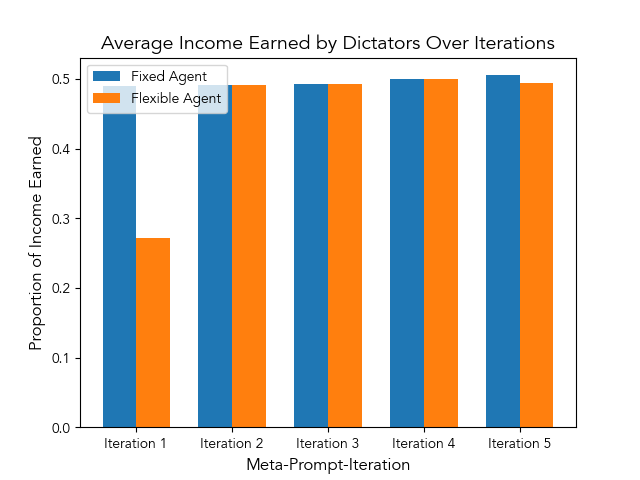 Average Income Earned by Dictators Over Iterations
Fixed Agent
Flexible Agent
Proportion of Income Earned
0.5
0.4
0.3
0.2
0.1
0.0
Iteration 1
Iteration 2
Iteration 3
Iteration 4
Iteration 5
Meta-Prompt-Iteration